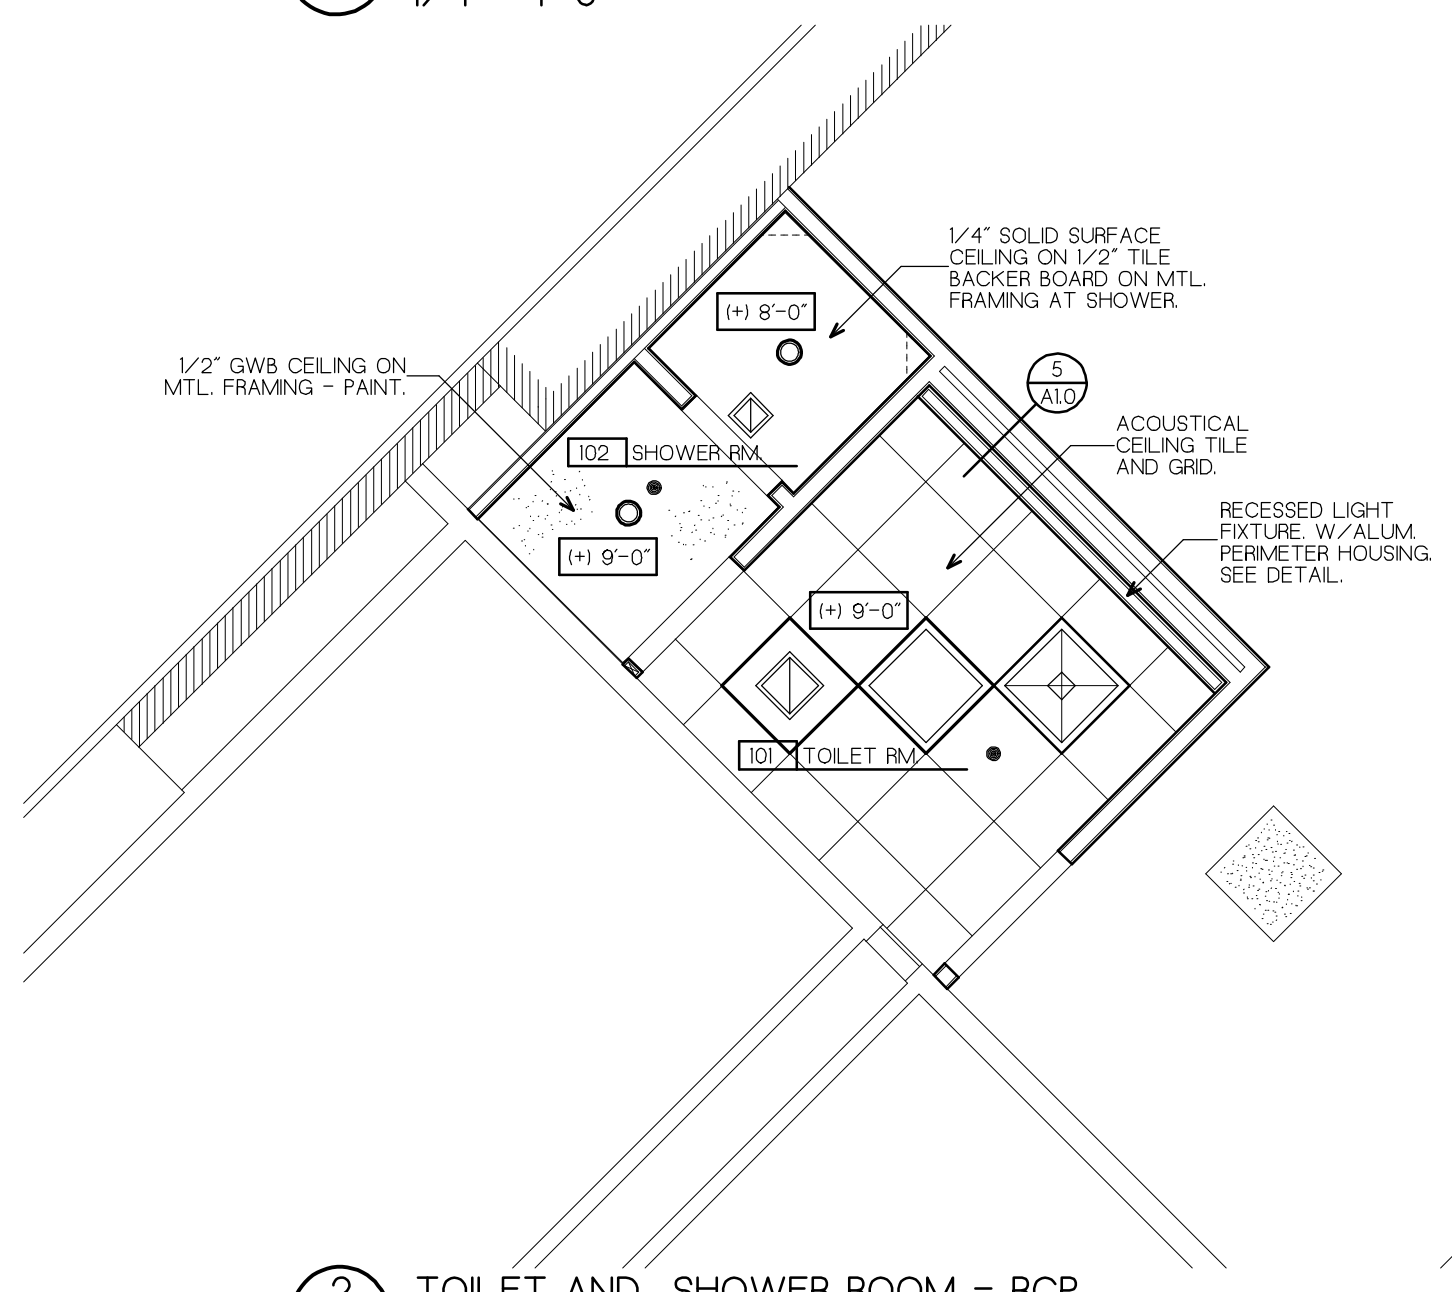 1/4" SOLID SURFACE
CEILING ON 1/2" TILE
BACKER BOARD ON MTL.
FRAMING AT SHOWER.
(+) 8'-0"
1/2" GWB CEILING ON
MTL. FRAMING - PAINT.
5
A1.0
ACOUSTICAL
CEILING TILE
AND GRID.
102 SHOWER RM.
RECESSED LIGHT
FIXTURE. W/ALUM.
PERIMETER HOUSING.
SEE DETAIL.
(+) 9'-0"
(+) 9'-0"
101 TOILET RM.
2
TOILET AND SHOWER ROOM - RCP